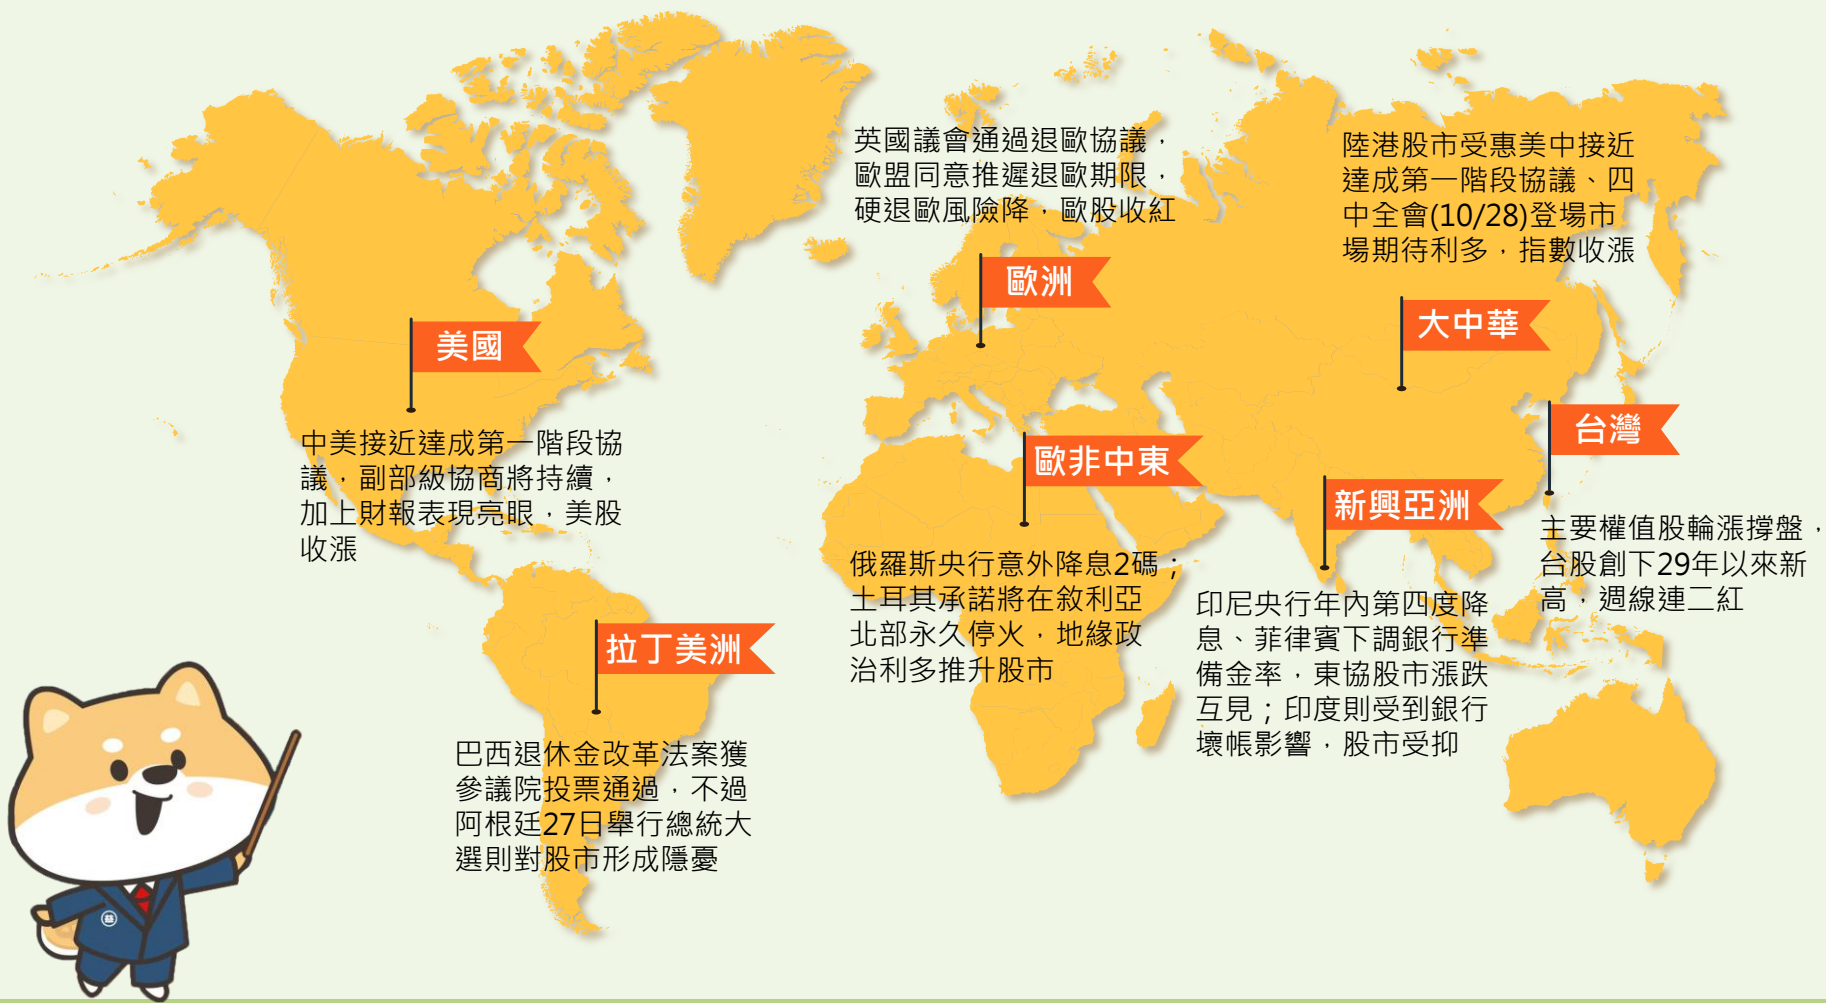 英國議會通過退歐協議，
歐盟同意推遲退歐期限，
硬退歐風險降，歐股收紅
歐洲
陸港股市受惠美中接近
達成第一階段協議、四
中全會(10/28)登場市
場期待利多，指數收漲
大中華
美國
中美接近達成第一階段協
議，副部級協商將持續，
加上財報表現亮眼，美股
收漲
歐非中東
俄羅斯央行意外降息2碼；
土耳其承諾將在敘利亞
北部永久停火，地緣政
治利多推升股市
台灣
主要權值股輪漲撐盤，
台股創下29年以來新
高，週線連二紅
新興亞洲
印尼央行年內第四度降
息、菲律賓下調銀行準
備金率，東協股市漲跌
互見；印度則受到銀行
壞帳影響，股市受抑
拉丁美洲
巴西退休金改革法案獲
參議院投票通過，不過
阿根廷27日舉行總統大
選則對股市形成隱憂